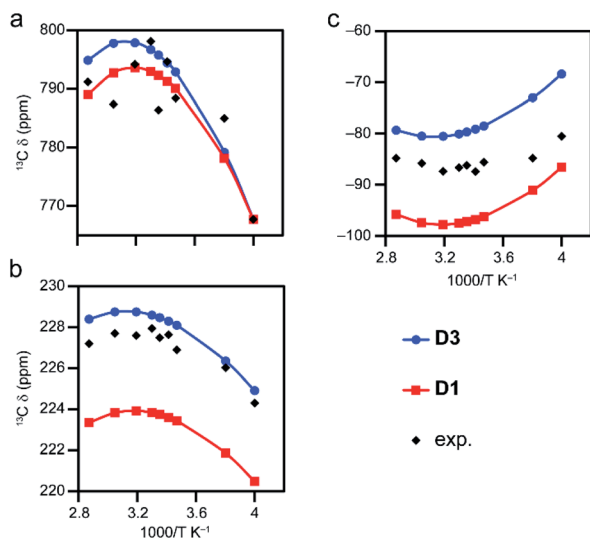 a
800
790
780
770
¹³C δ (ppm)
b
230
228
226
224
222
220
¹³C δ (ppm)
2.8
3.2
3.6
4
1000/T K⁻¹
c
−60
−70
−80
−90
−100
2.8
3.2
3.6
4
1000/T K⁻¹
D3
D1
exp.